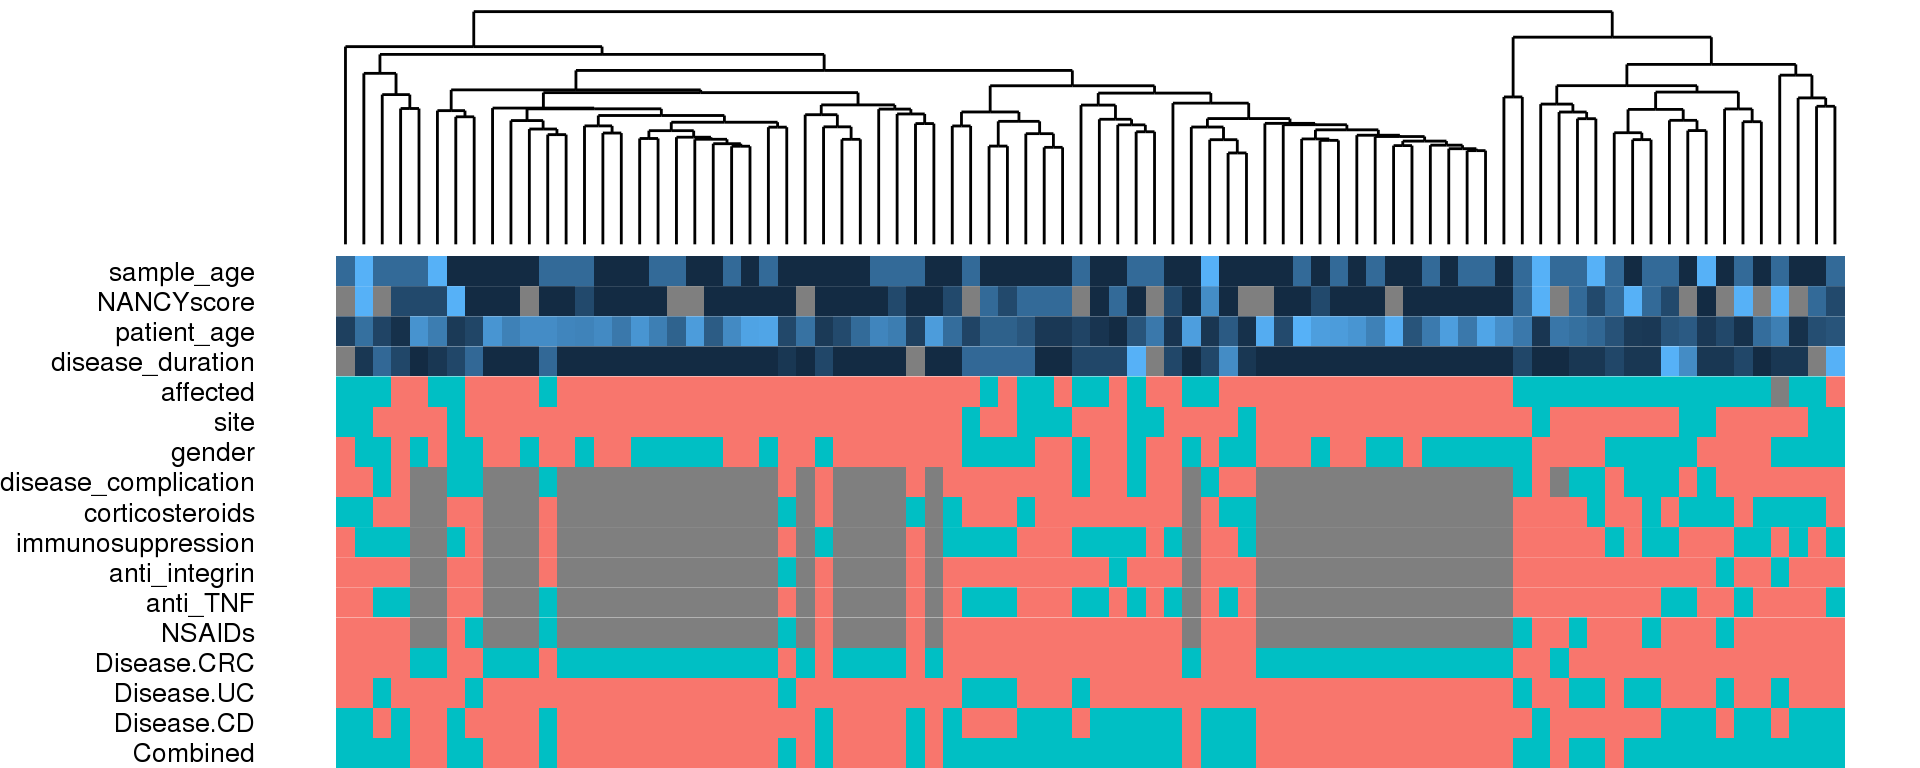 sample_age
NANCYscore
patient_age
disease_duration
affected
site
gender
disease_complication
corticosteroids
immunosuppression
anti_integrin
anti_TNF
NSAIDs
Disease.CRC
Disease.UC
Disease.CD
Combined